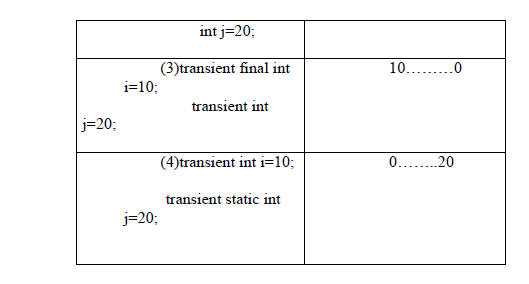 int j=20;
(3)transient final int 10………0
i=10;
transient int
j=20;
(4)transient int i=10; 0……..20
transient static int
j=20;